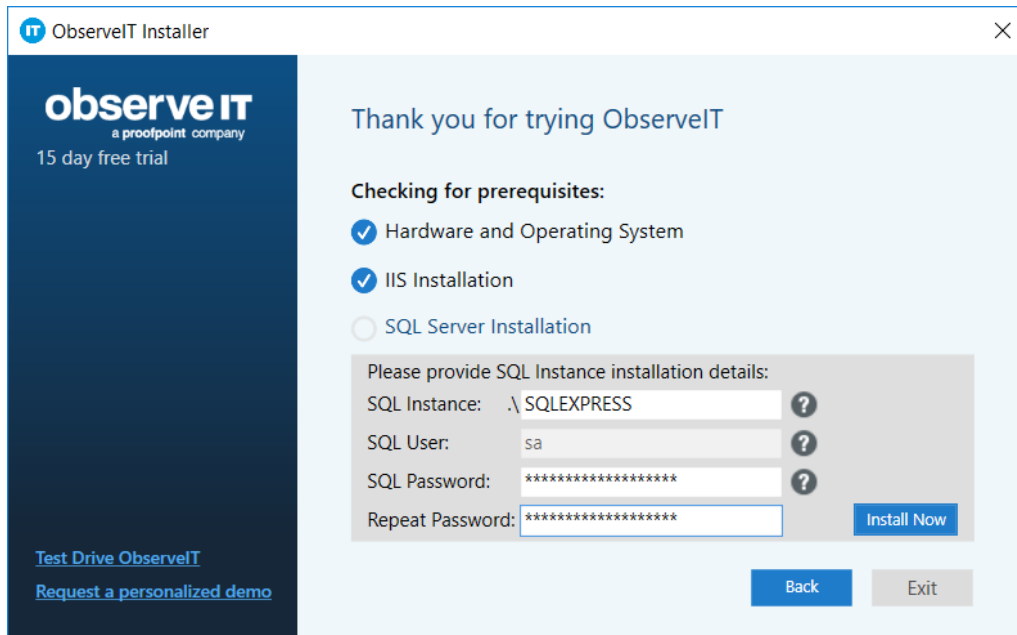 IT ObserveIT Installer
observe IT
a proofpoint company
15 day free trial
Thank you for trying ObserveIT
Checking for prerequisites:
Hardware and Operating System
IIS Installation
SQL Server Installation
Please provide SQL Instance installation details:
SQL Instance: .\ SQLEXPRESS ?
SQL User: sa ?
SQL Password: ******************* ?
Repeat Password: *******************
Install Now
Test Drive ObserveIT
Request a personalized demo
Back Exit